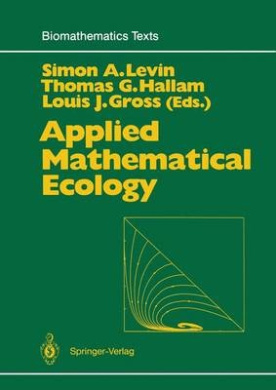 Biomathematics Texts
Simon A. Levin
Thomas G. Hallam
Louis J. Gross (Eds.)
Applied
Mathematical
Ecology
Springer-Verlag